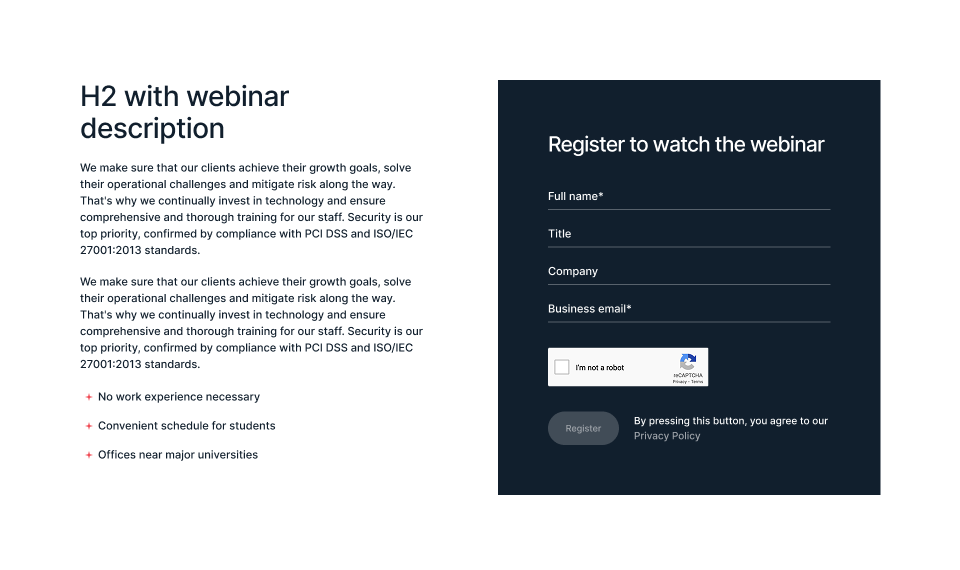 H2 with webinar
description
We make sure that our clients achieve their growth goals, solve
their operational challenges and mitigate risk along the way.
That's why we continually invest in technology and ensure
comprehensive and thorough training for our staff. Security is our
top priority, confirmed by compliance with PCI DSS and ISO/IEC
27001:2013 standards.
We make sure that our clients achieve their growth goals, solve
their operational challenges and mitigate risk along the way.
That's why we continually invest in technology and ensure
comprehensive and thorough training for our staff. Security is our
top priority, confirmed by compliance with PCI DSS and ISO/IEC
27001:2013 standards.
No work experience necessary
Convenient schedule for students
Offices near major universities
Register to watch the webinar
Full name*
Title
Company
Business email*
I'm not a robot
reCAPTCHA
Privacy - Terms
Register
By pressing this button, you agree to our
Privacy Policy